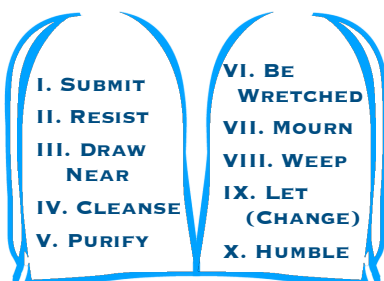 I. Submit
II. Resist
III. Draw
Near
IV. Cleanse
V. Purify
VI. Be
Wretched
VII. Mourn
VIII. Weep
IX. Let
(Change)
X. Humble